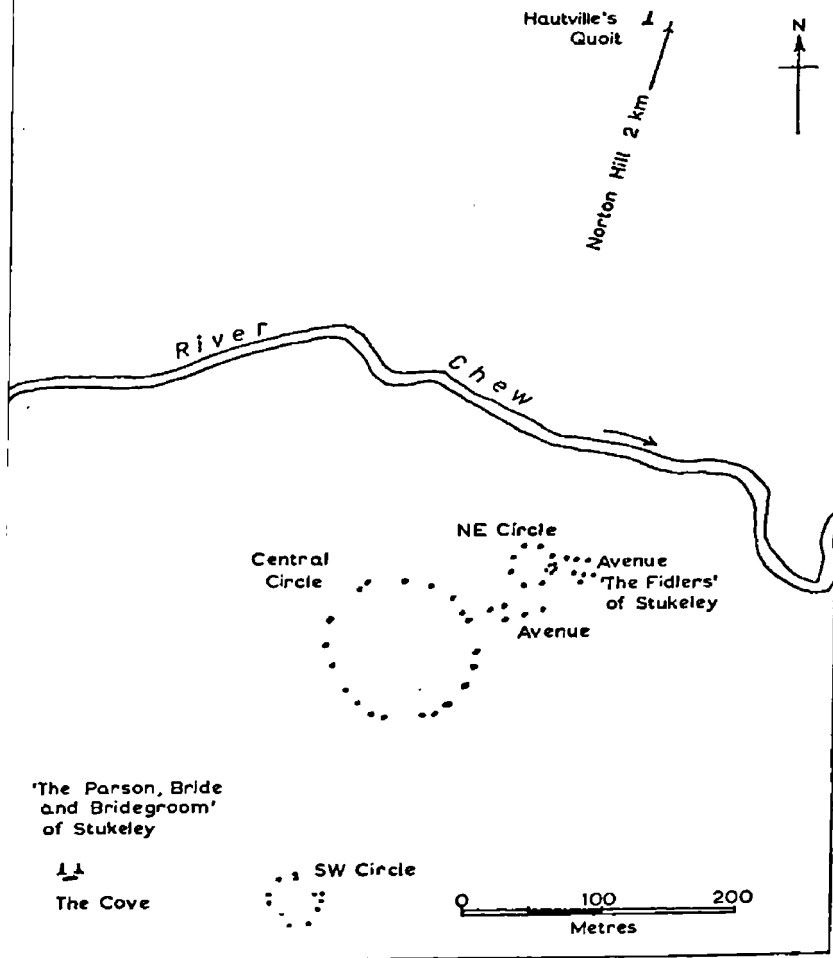 Hautville's
Quoit
N
Norton Hill 2 km
River Chew
NE Circle
Central
Circle
Avenue
'The Fidlers'
of Stukeley
Avenue
'The Parson, Bride
and Bridegroom'
of Stukeley
SW Circle
The Cove
0 100 200
Metres